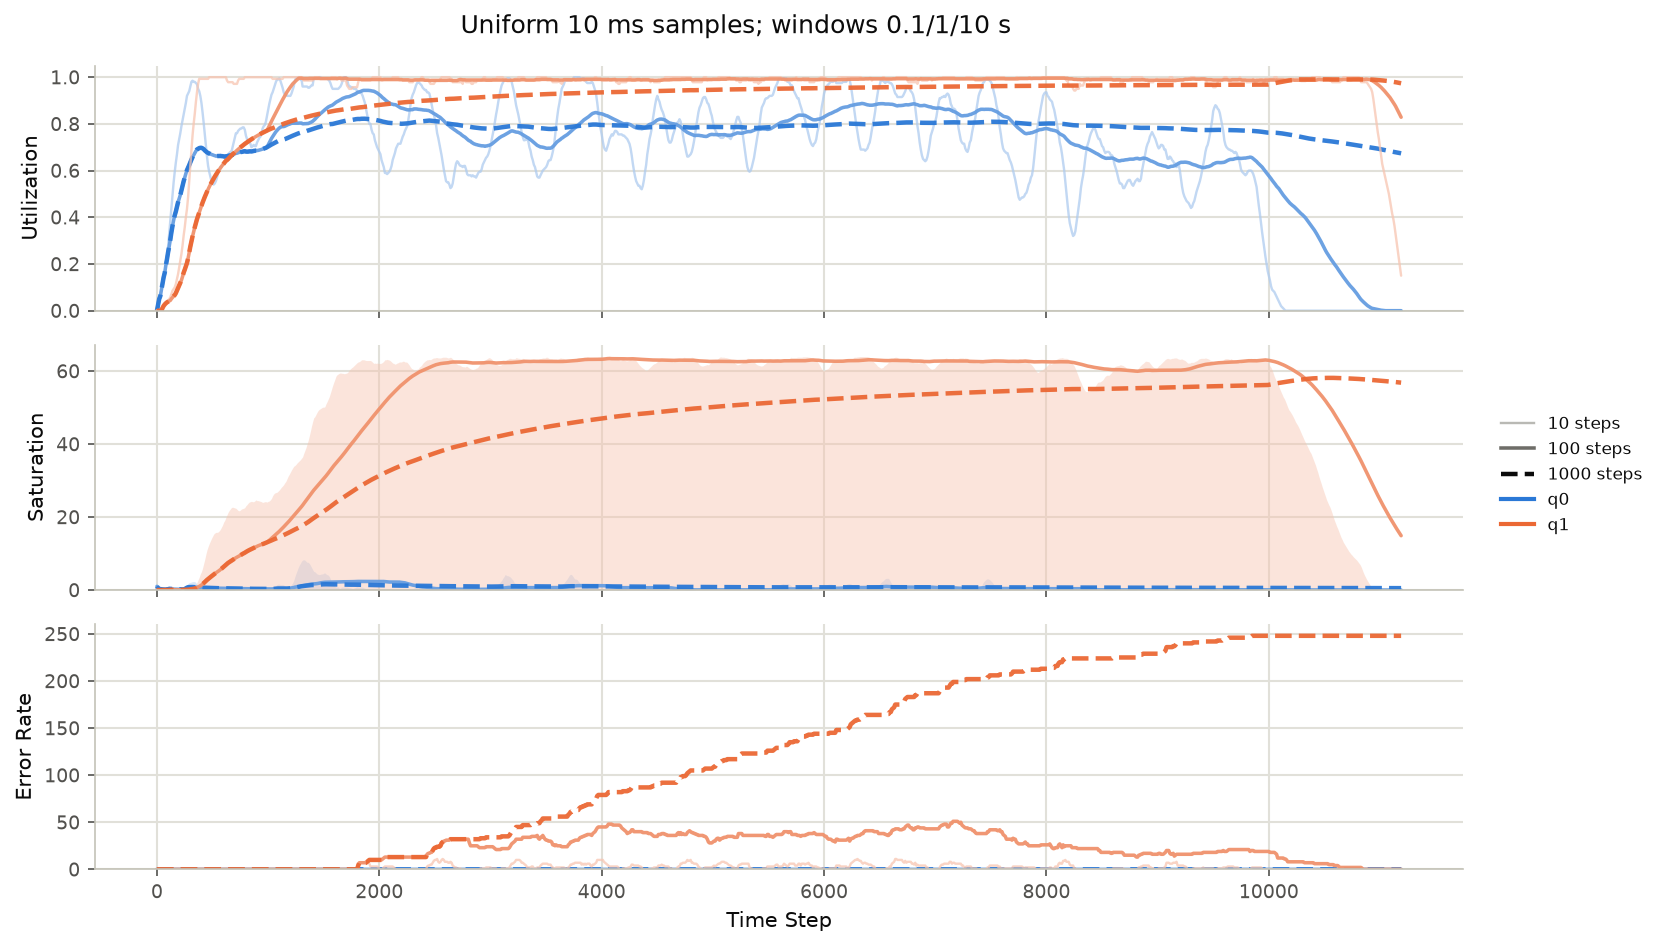 Uniform 10 ms samples; windows 0.1/1/10 s
Utilization
1.0
0.8
0.6
0.4
0.2
0.0
Saturation
60
40
20
0
Error Rate
250
200
150
100
50
0
0 2000 4000 6000 8000 10000
Time Step
10 steps
100 steps
1000 steps
q0
q1